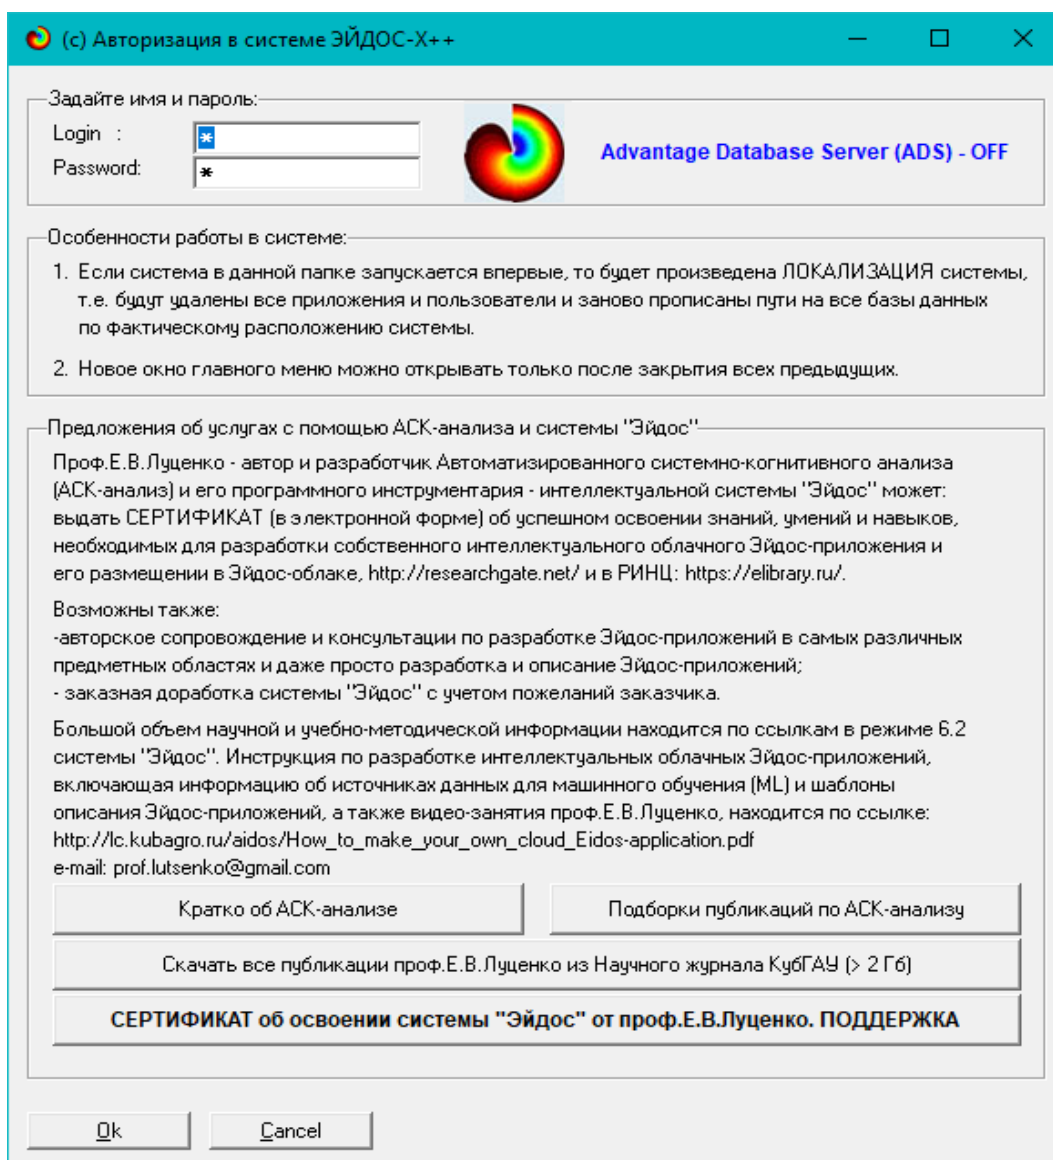 (c) Авторизация в системе ЭЙДОС-X++
Задайте имя и пароль:
Login :
*
Password:
*
Advantage Database Server (ADS) - OFF
Особенности работы в системе:
1. Если система в данной папке запускается впервые, то будет произведена ЛОКАЛИЗАЦИЯ системы,
т.е. будут удалены все приложения и пользователи и заново прописаны пути на все базы данных
по фактическому расположению системы.
2. Новое окно главного меню можно открывать только после закрытия всех предыдущих.
Предложения об услугах с помощью АСК-анализа и системы "Эйдос"
Проф.Е.В.Луценко - автор и разработчик Автоматизированного системно-когнитивного анализа
(АСК-анализ) и его программного инструментария - интеллектуальной системы "Эйдос" может:
выдать СЕРТИФИКАТ (в электронной форме) об успешном освоении знаний, умений и навыков,
необходимых для разработки собственного интеллектуального облачного Эйдос-приложения и
его размещении в Эйдос-облаке, http://researchgate.net/ и в РИНЦ: https://elibrary.ru/.
Возможны также:
-авторское сопровождение и консультации по разработке Эйдос-приложений в самых различных
предметных областях и даже просто разработка и описание Эйдос-приложений;
- заказная доработка системы "Эйдос" с учетом пожеланий заказчика.
Большой объем научной и учебно-методической информации находится по ссылкам в режиме 6.2
системы "Эйдос". Инструкция по разработке интеллектуальных облачных Эйдос-приложений,
включающая информацию об источниках данных для машинного обучения (ML) и шаблоны
описания Эйдос-приложений, а также видео-занятия проф.Е.В.Луценко, находится по ссылке:
http://lc.kubagro.ru/aidos/How_to_make_your_own_cloud_Eidos-application.pdf
e-mail: prof.lutsenko@gmail.com
Кратко об АСК-анализе
Подборки публикаций по АСК-анализу
Скачать все публикации проф.Е.В.Луценко из Научного журнала КубГАУ (> 2 Гб)
СЕРТИФИКАТ об освоении системы "Эйдос" от проф.Е.В.Луценко. ПОДДЕРЖКА
Ok
Cancel